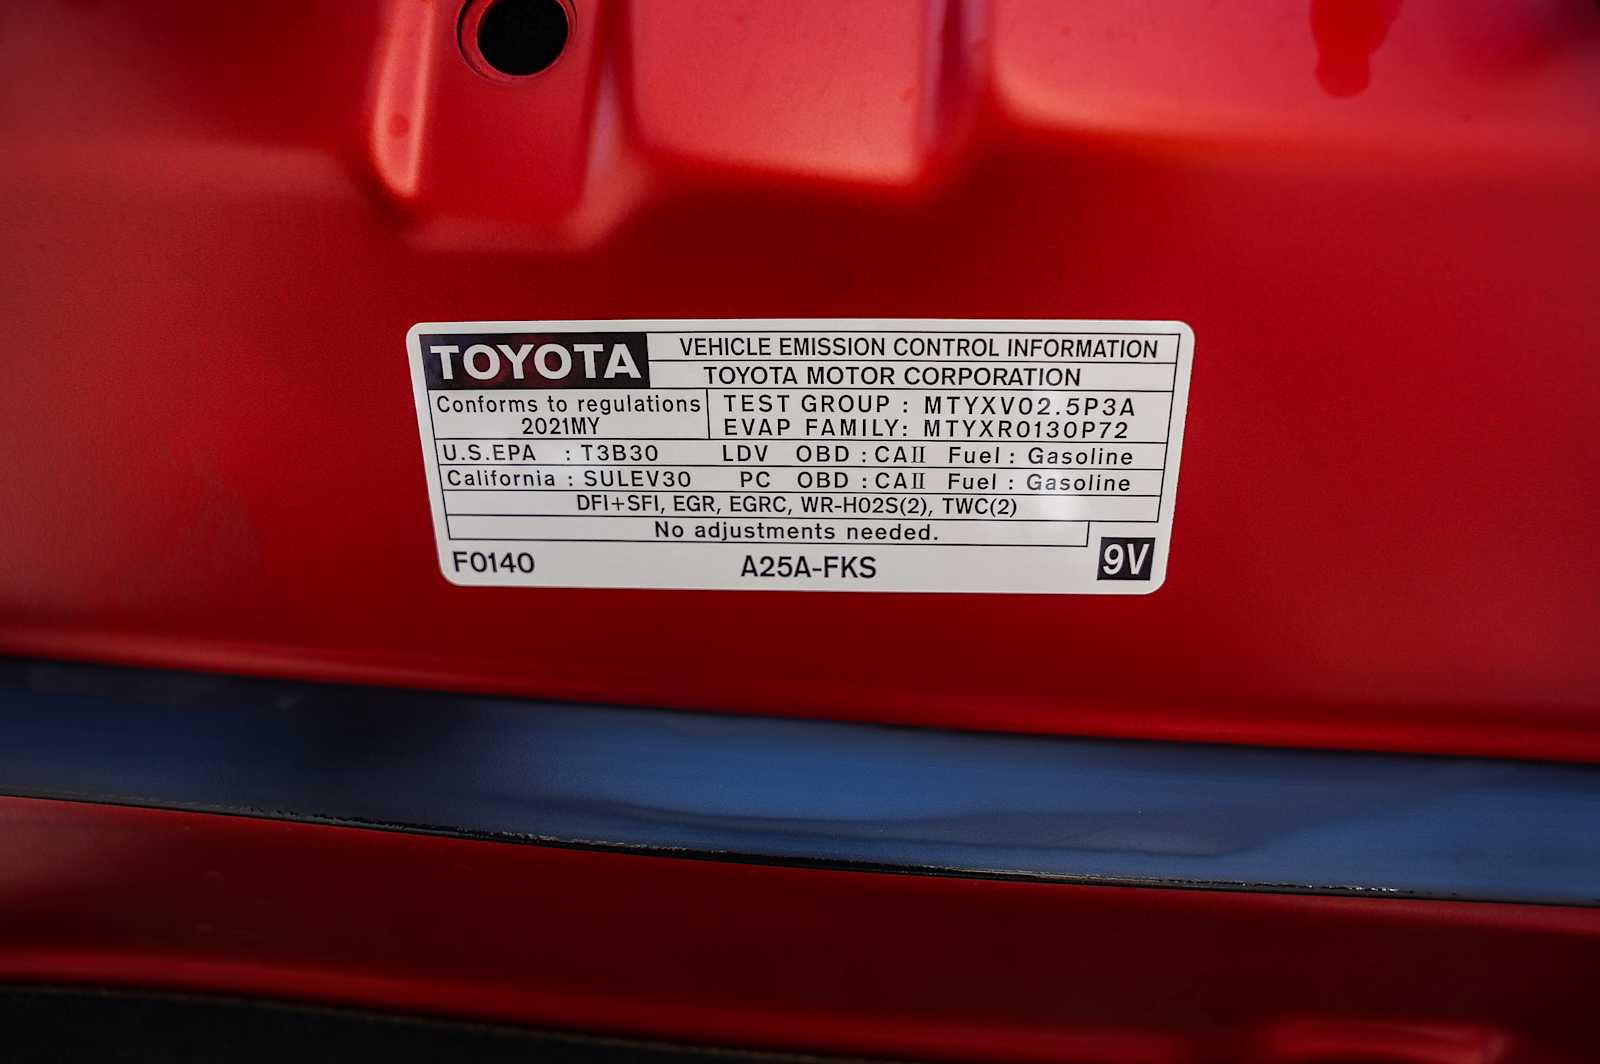 TOYOTA
VEHICLE EMISSION CONTROL INFORMATION
TOYOTA MOTOR CORPORATION
Conforms to regulations
2021MY
TEST GROUP : MTYXV02.5P3A
EVAP FAMILY: MTYXR0130P72
U.S.EPA : T3B30 LDV OBD : CAII Fuel : Gasoline
California : SULEV30 PC OBD : CAII Fuel : Gasoline
DFI+SFI, EGR, EGRC, WR-HO2S(2), TWC(2)
No adjustments needed.
F0140 A25A-FKS 9V